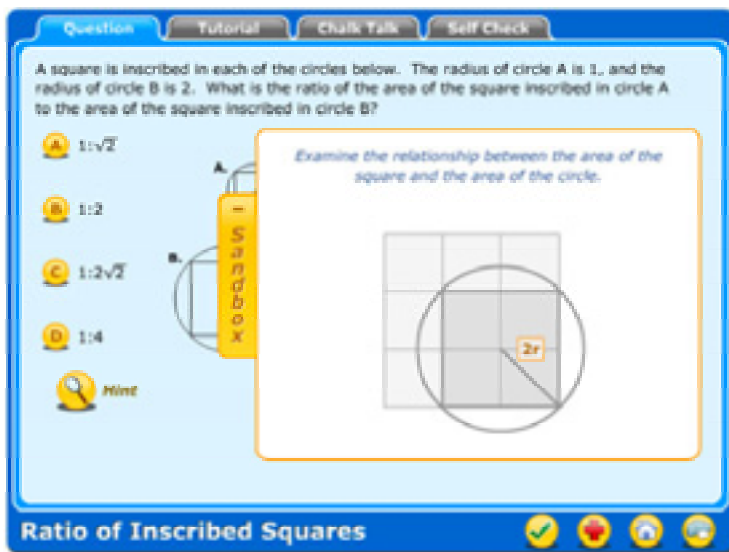 Question Tutorial Chalk Talk Self Check
A square is inscribed in each of the circles below. The radius of circle A is 1, and the
radius of circle B is 2. What is the ratio of the area of the square inscribed in circle A
to the area of the square inscribed in circle B?
A 1:√2
B 1:2
C 1:2√2
D 1:4
Hint
A.
B.
Sandbox
Examine the relationship between the area of the
square and the area of the circle.
2r
Ratio of Inscribed Squares